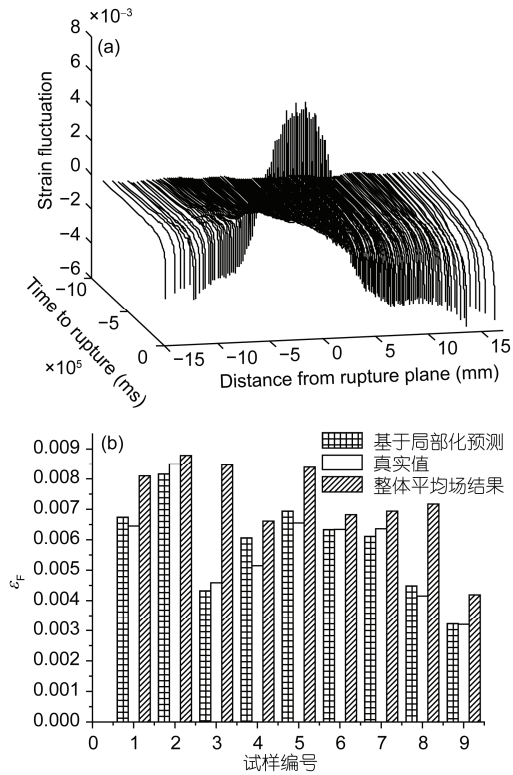 ×10⁻³
8
(a)
6
4
2
0
−2
−4
−6
Strain fluctuation
−10
−5
0
×10⁵
Time to rupture (ms)
−15 −10 −5 0 5 10 15
Distance from rupture plane (mm)
(b)
基于局部化预测
真实值
整体平均场结果
0.009
0.008
0.007
0.006
0.005
0.004
0.003
0.002
0.001
0.000
εF
0 1 2 3 4 5 6 7 8 9
试样编号